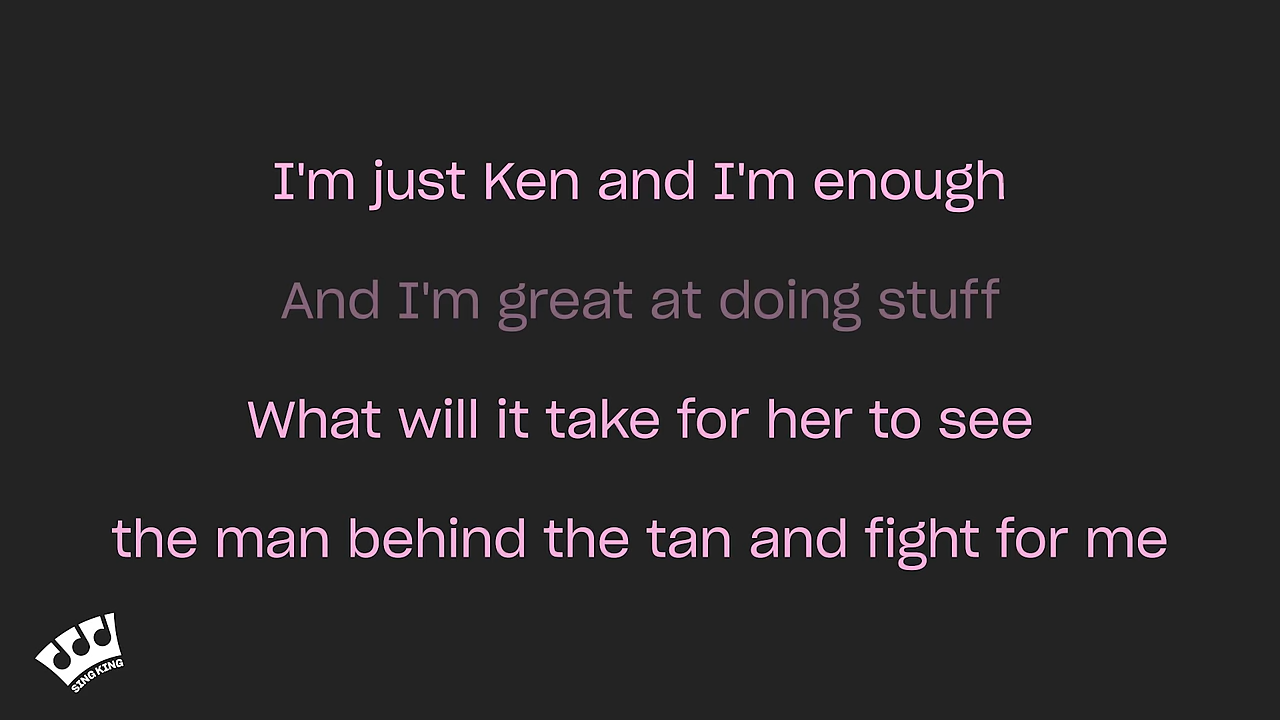 I'm just Ken and I'm enough
And I'm great at doing stuff
What will it take for her to see
the man behind the tan and fight for me
SING KING